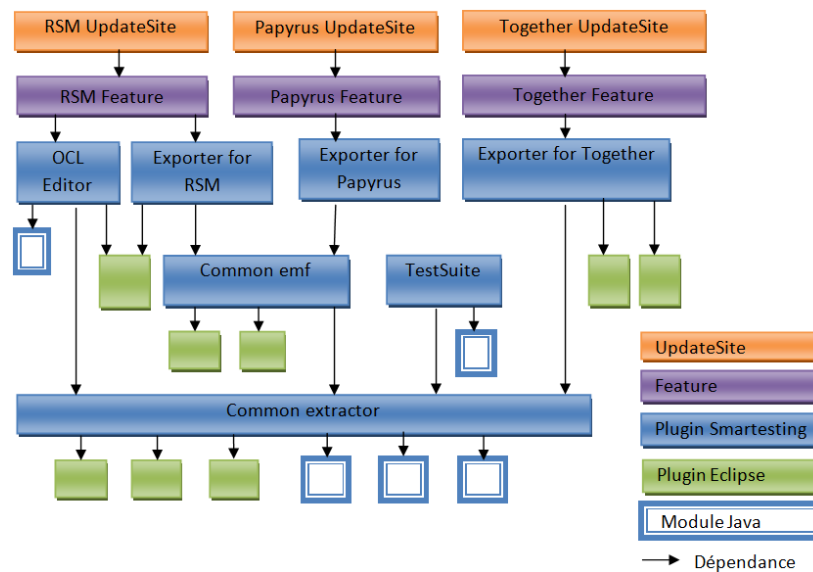 RSM UpdateSite
Papyrus UpdateSite
Together UpdateSite
RSM Feature
Papyrus Feature
Together Feature
OCL
Editor
Exporter for
RSM
Exporter for
Papyrus
Exporter for Together
Common emf
TestSuite
Common extractor
UpdateSite
Feature
Plugin Smartesting
Plugin Eclipse
Module Java
Dépendance